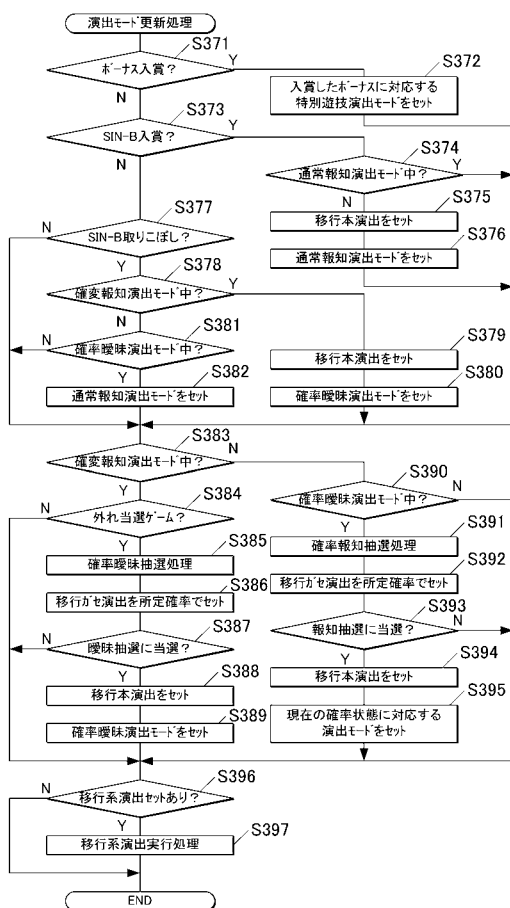 演出モード更新処理
S371
ボーナス入賞？
Y
S372
入賞したボーナスに対応する
特別遊技演出モードをセット
N
S373
SIN-B入賞？
Y
N
S374
通常報知演出モード中？
Y
N
S375
移行本演出をセット
S376
通常報知演出モードをセット
S377
N
SIN-B取りこぼし？
Y
S378
確変報知演出モード中？
Y
N
S381
N
確率曖昧演出モード中？
Y
S382
通常報知演出モードをセット
S379
移行本演出をセット
S380
確率曖昧演出モードをセット
S383
確変報知演出モード中？
N
Y
S384
N
外れ当選ゲーム？
Y
S385
確率曖昧抽選処理
S386
移行ガセ演出を所定確率でセット
S387
N
曖昧抽選に当選？
Y
S388
移行本演出をセット
S389
確率曖昧演出モードをセット
S390
確率曖昧演出モード中？
N
Y
S391
確率報知抽選処理
S392
移行ガセ演出を所定確率でセット
S393
報知抽選に当選？
N
Y
S394
移行本演出をセット
S395
現在の確率状態に対応する
演出モードをセット
S396
N
移行系演出セットあり？
Y
S397
移行系演出実行処理
END